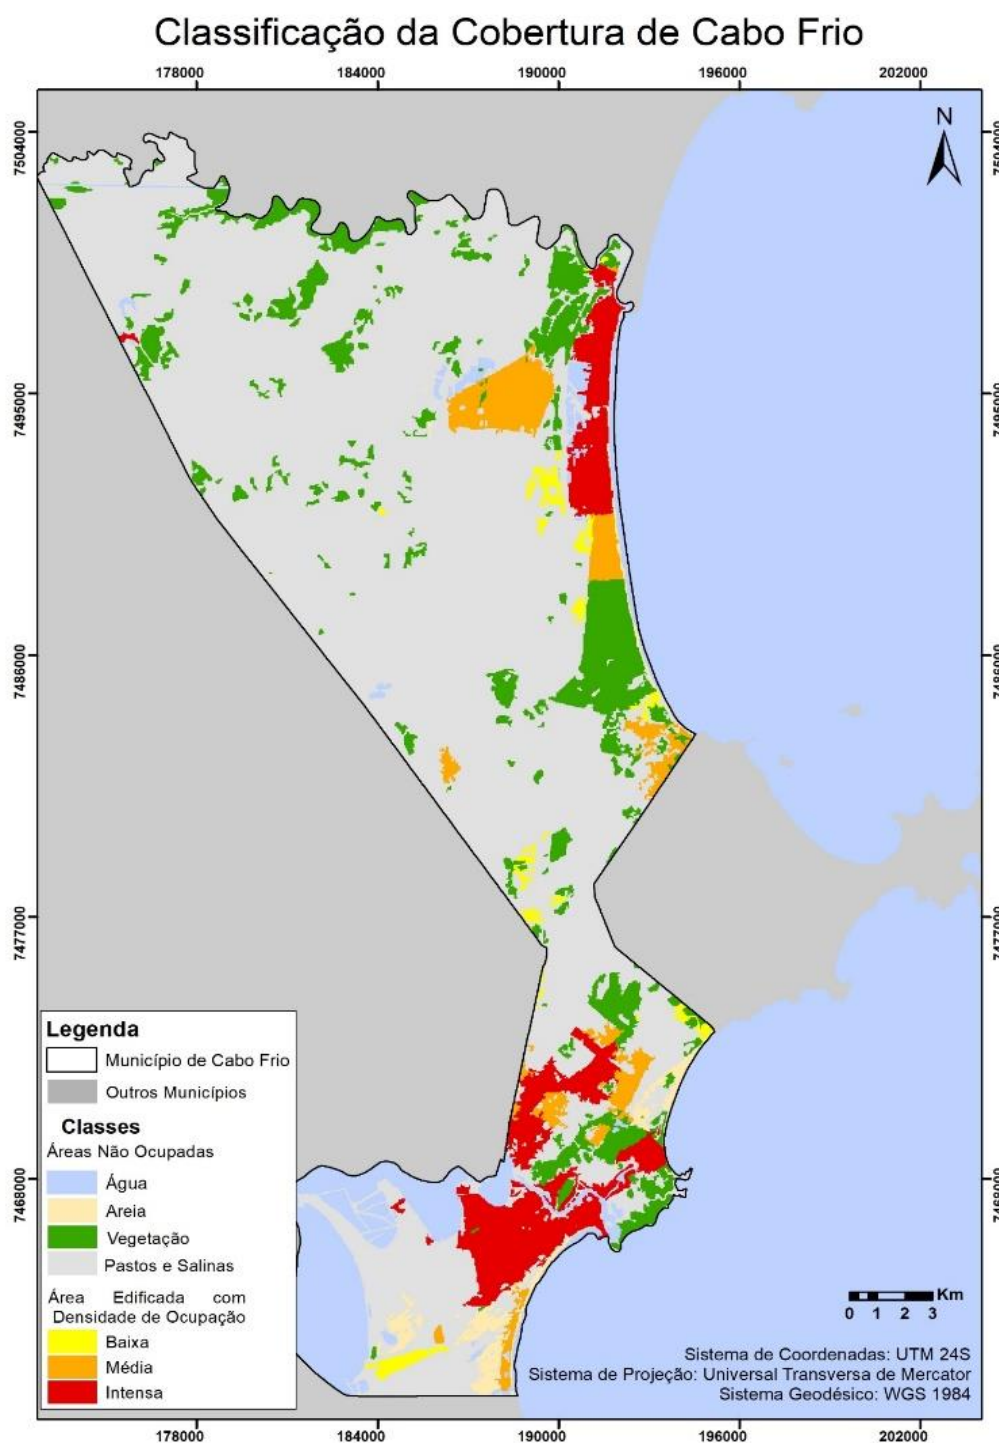 Classificação da Cobertura de Cabo Frio
178000 184000 190000 196000 202000
7504000 7504000
N
7495000 7495000
7486000 7486000
7477000 7477000
Legenda
Município de Cabo Frio
Outros Municípios
Classes
Áreas Não Ocupadas
Água
7468000 7468000
Areia
Vegetação
Pastos e Salinas
Área Edificada com
Densidade de Ocupação
Baixa
Média
Intensa
Km
0 1 2 3
Sistema de Coordenadas: UTM 24S
Sistema de Projeção: Universal Transversa de Mercator
Sistema Geodésico: WGS 1984
178000 184000 190000 196000 202000